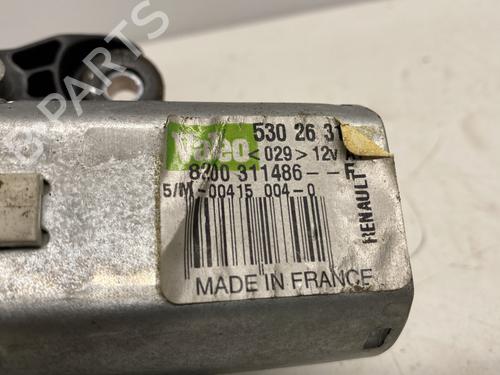 Valeo
530 26 31
<029> 12v
8200 311486--F
5/M-00415 004-0
RENAULT
MADE IN FRANCE
B-PARTS